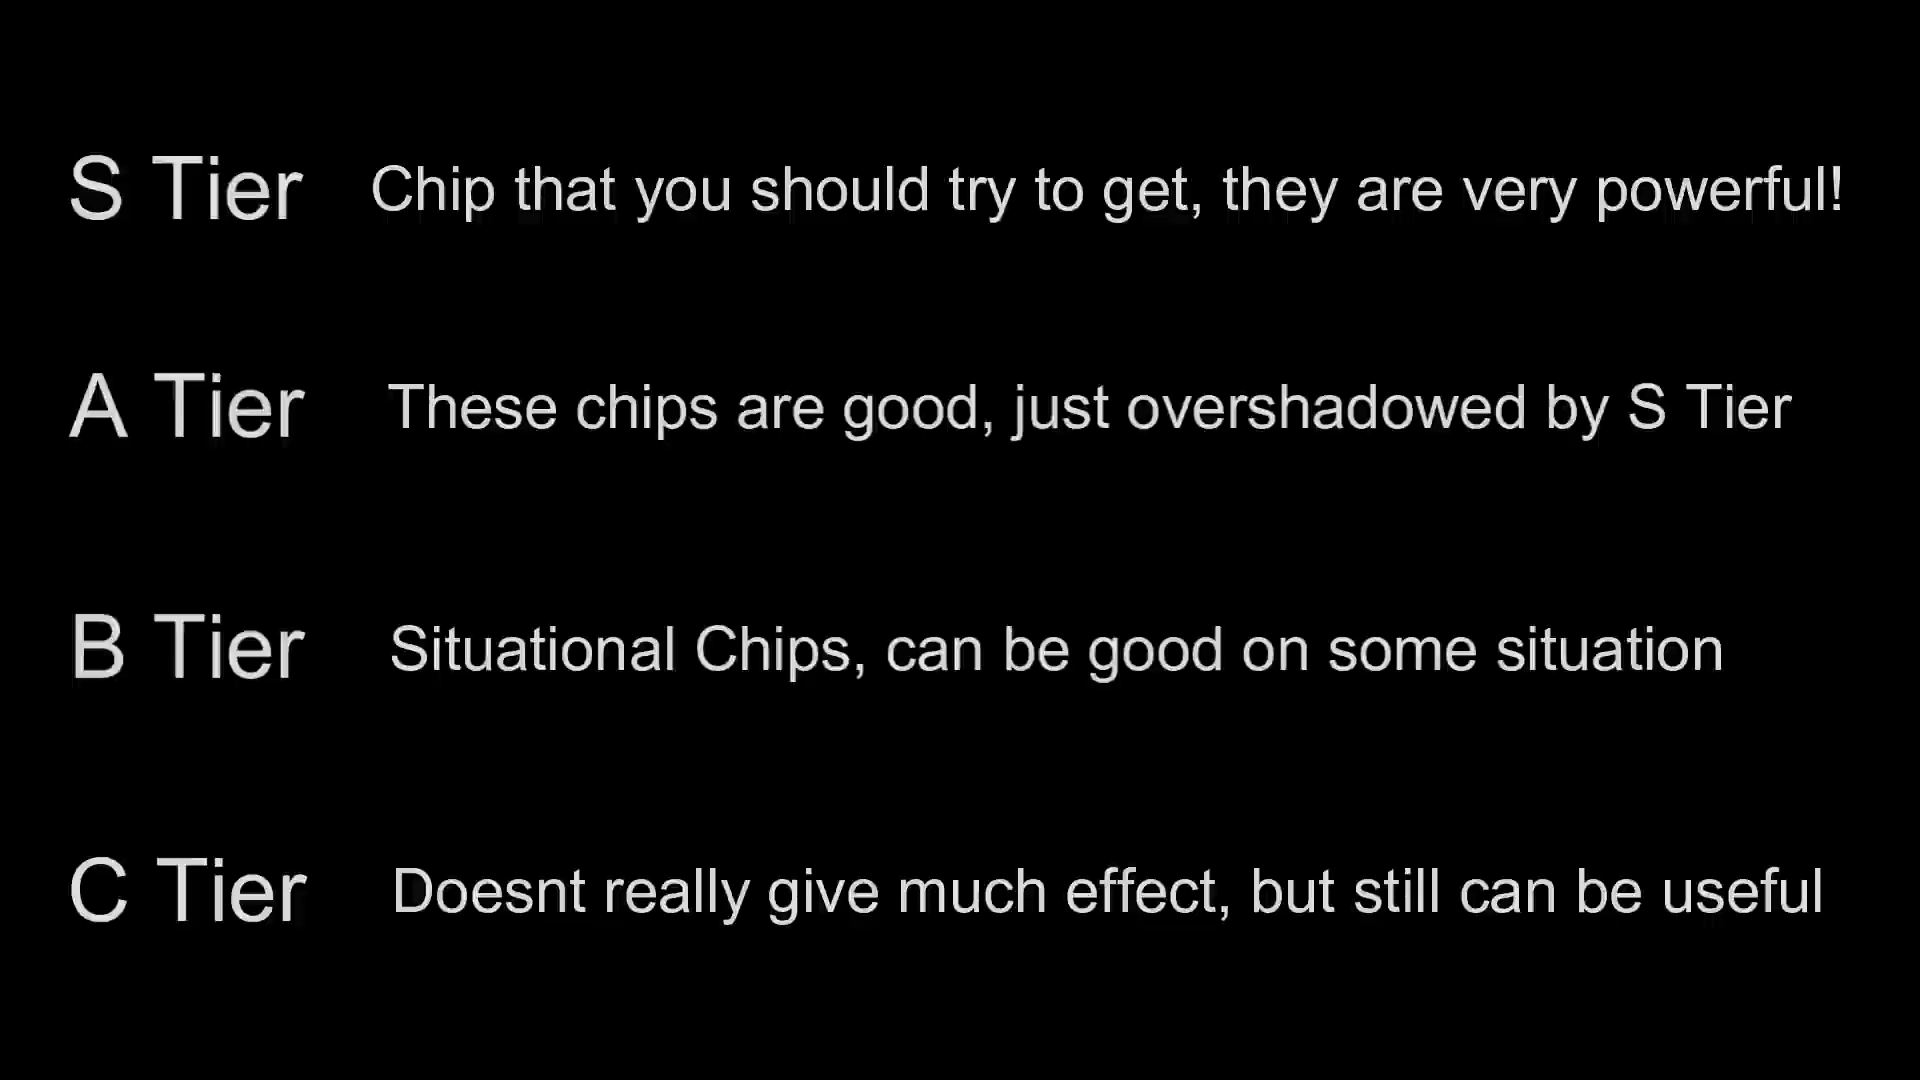 S Tier Chip that you should try to get, they are very powerful!
A Tier These chips are good, just overshadowed by S Tier
B Tier Situational Chips, can be good on some situation
C Tier Doesnt really give much effect, but still can be useful